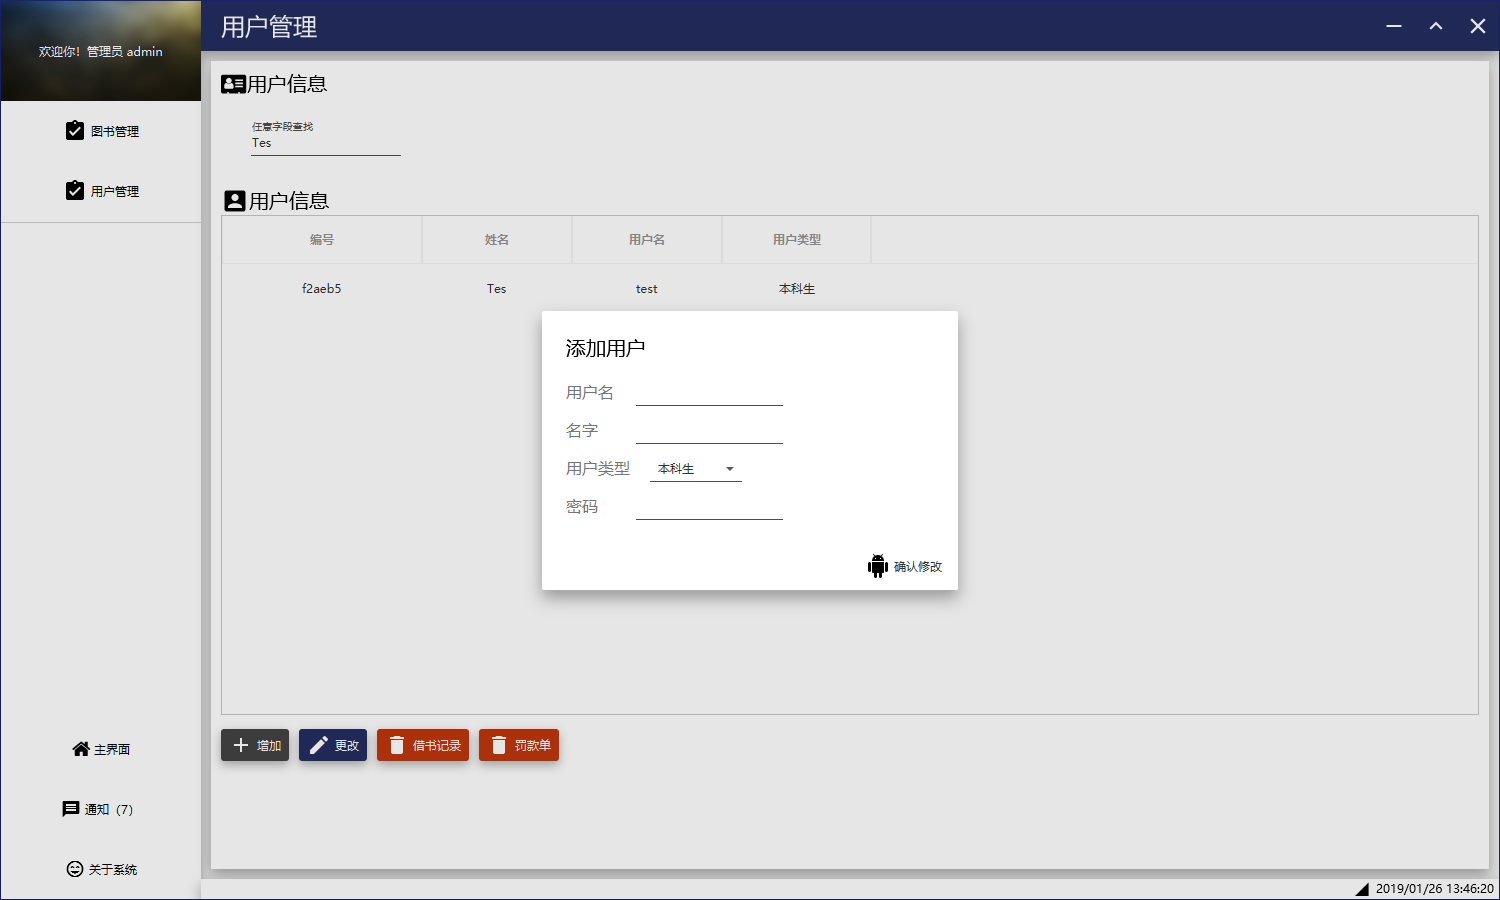 欢迎你！管理员 admin
用户管理
图书管理
用户管理
主界面
通知（7）
关于系统
用户信息
任意字段查找
Tes
用户信息
编号 姓名 用户名 用户类型
f2aeb5 Tes test 本科生
添加用户
用户名
名字
用户类型 本科生
密码
确认修改
增加 更改 借书记录 罚款单
2019/01/26 13:46:20